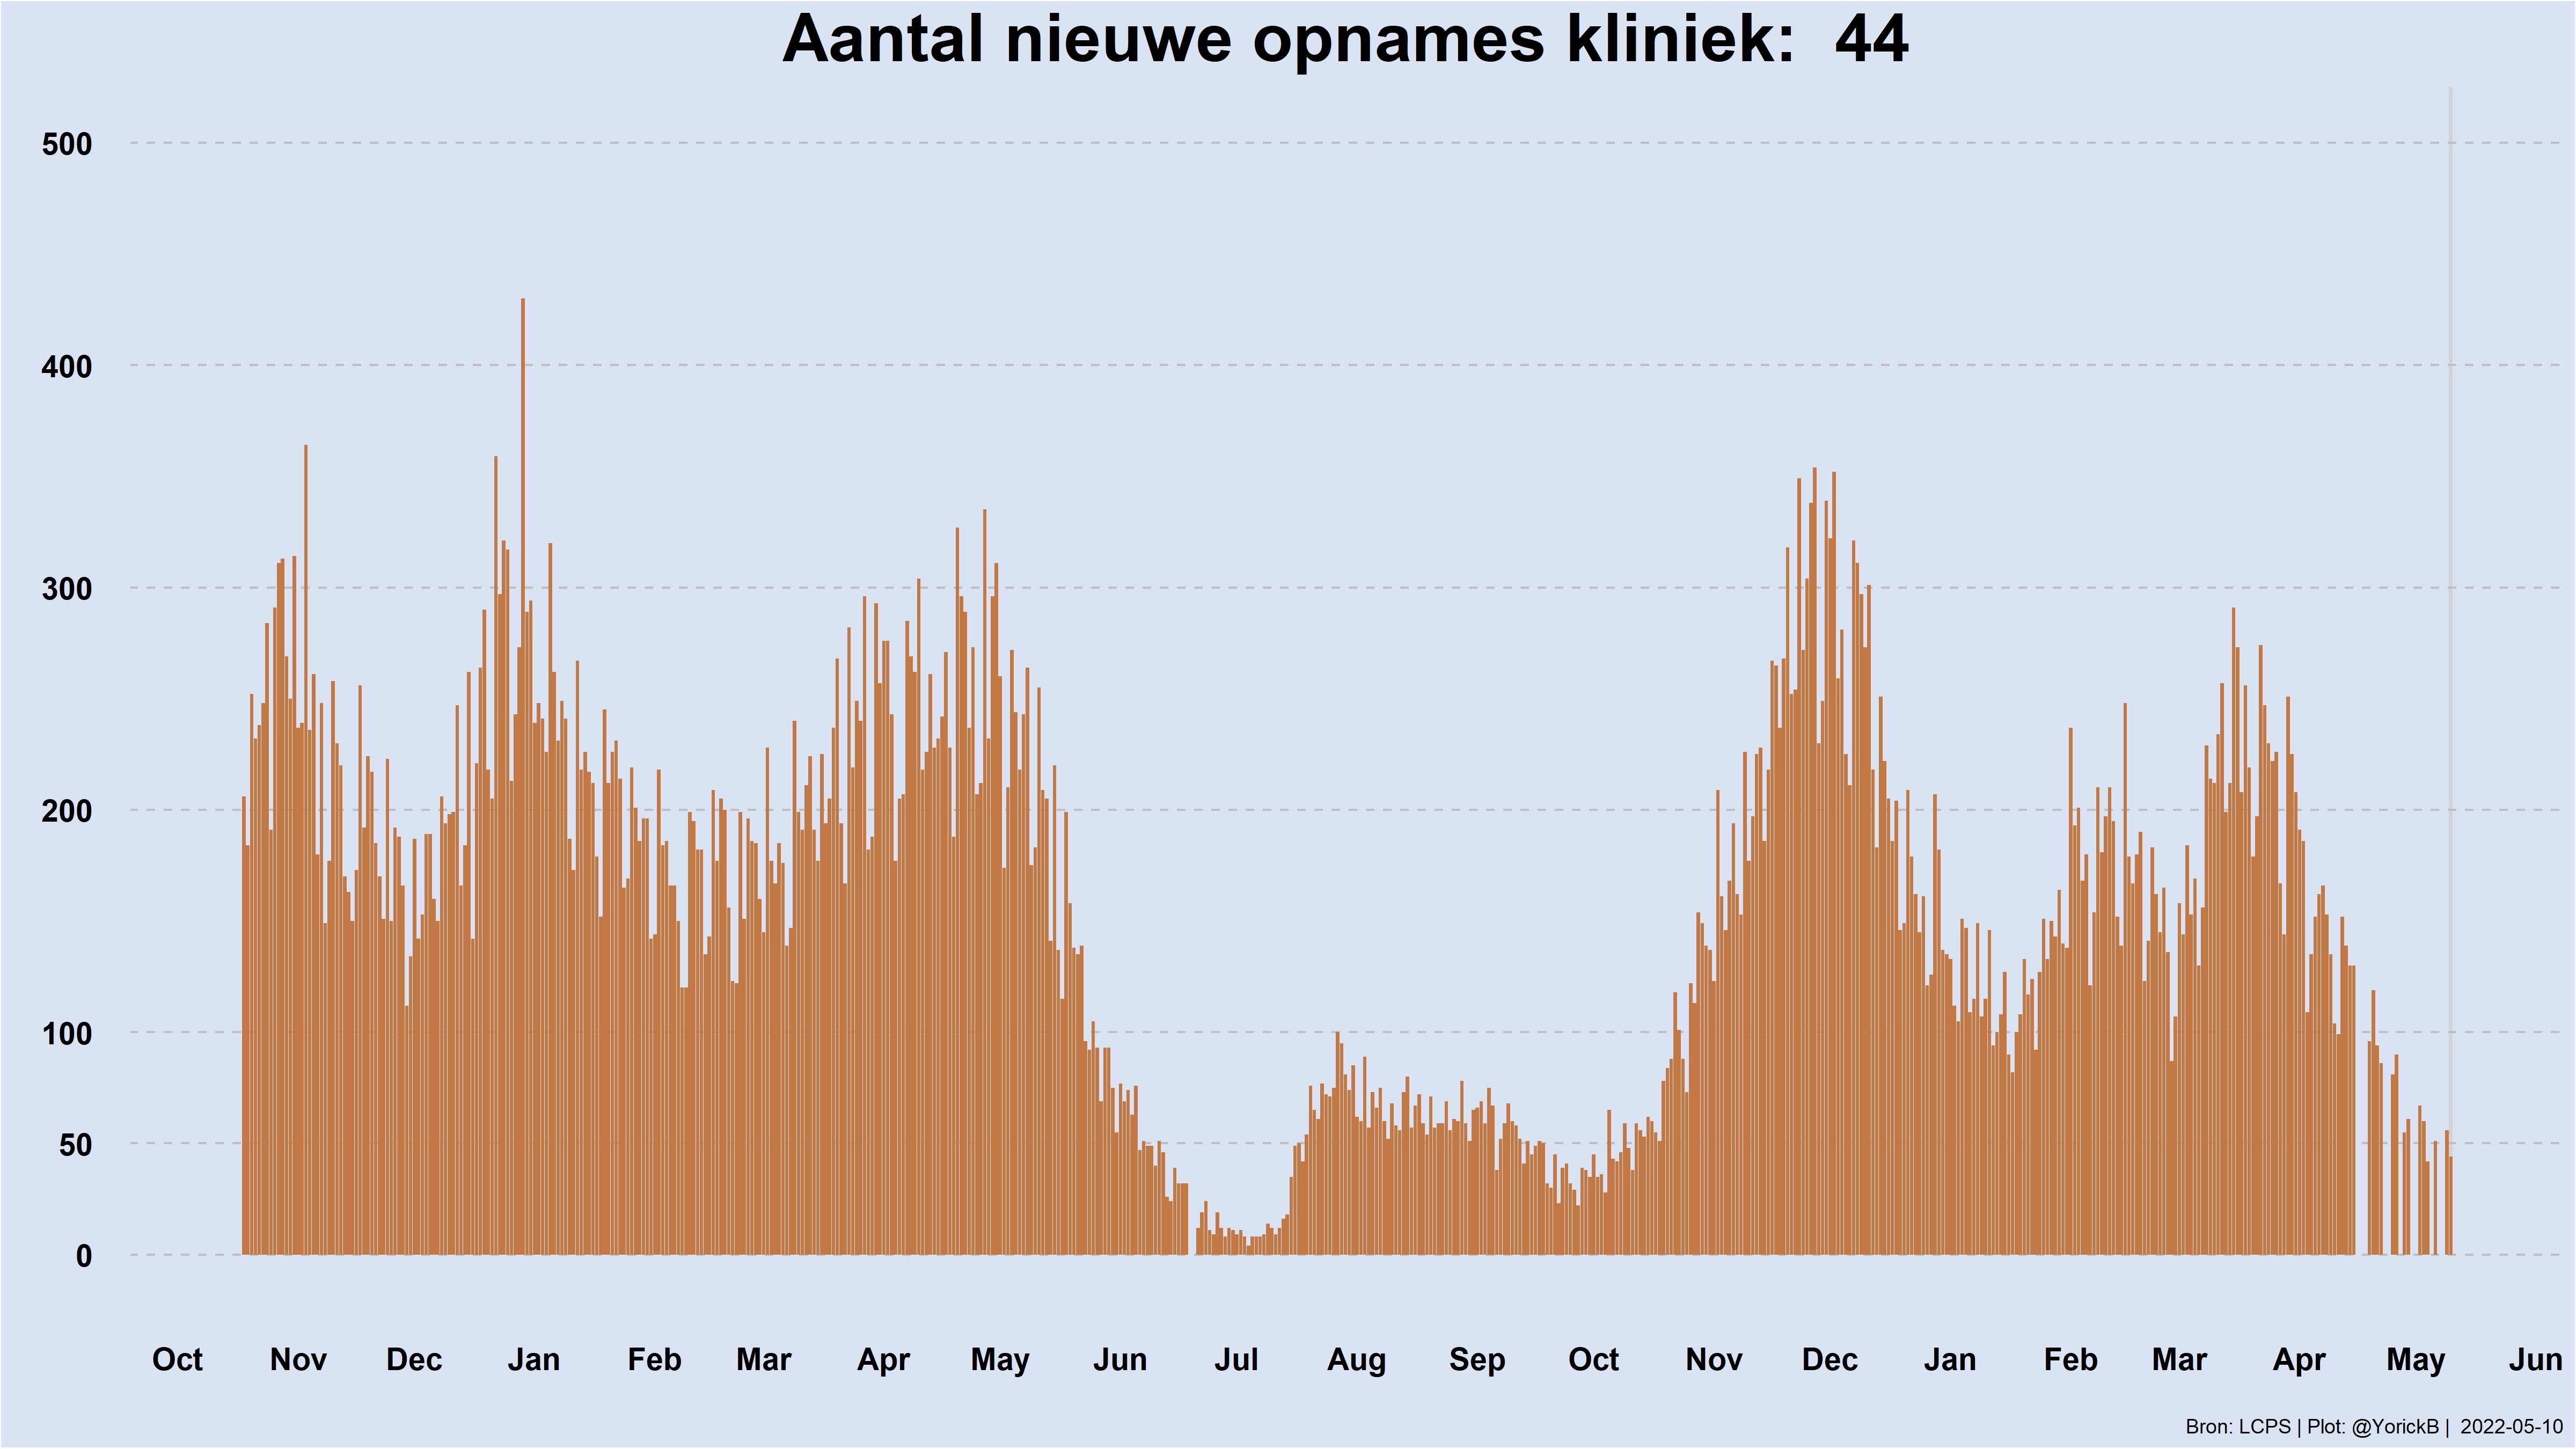 Aantal nieuwe opnames kliniek: 44
500
400
300
200
100
50
0
Oct Nov Dec Jan Feb Mar Apr May Jun Jul Aug Sep Oct Nov Dec Jan Feb Mar Apr May Jun
Bron: LCPS | Plot: @YorickB | 2022-05-10